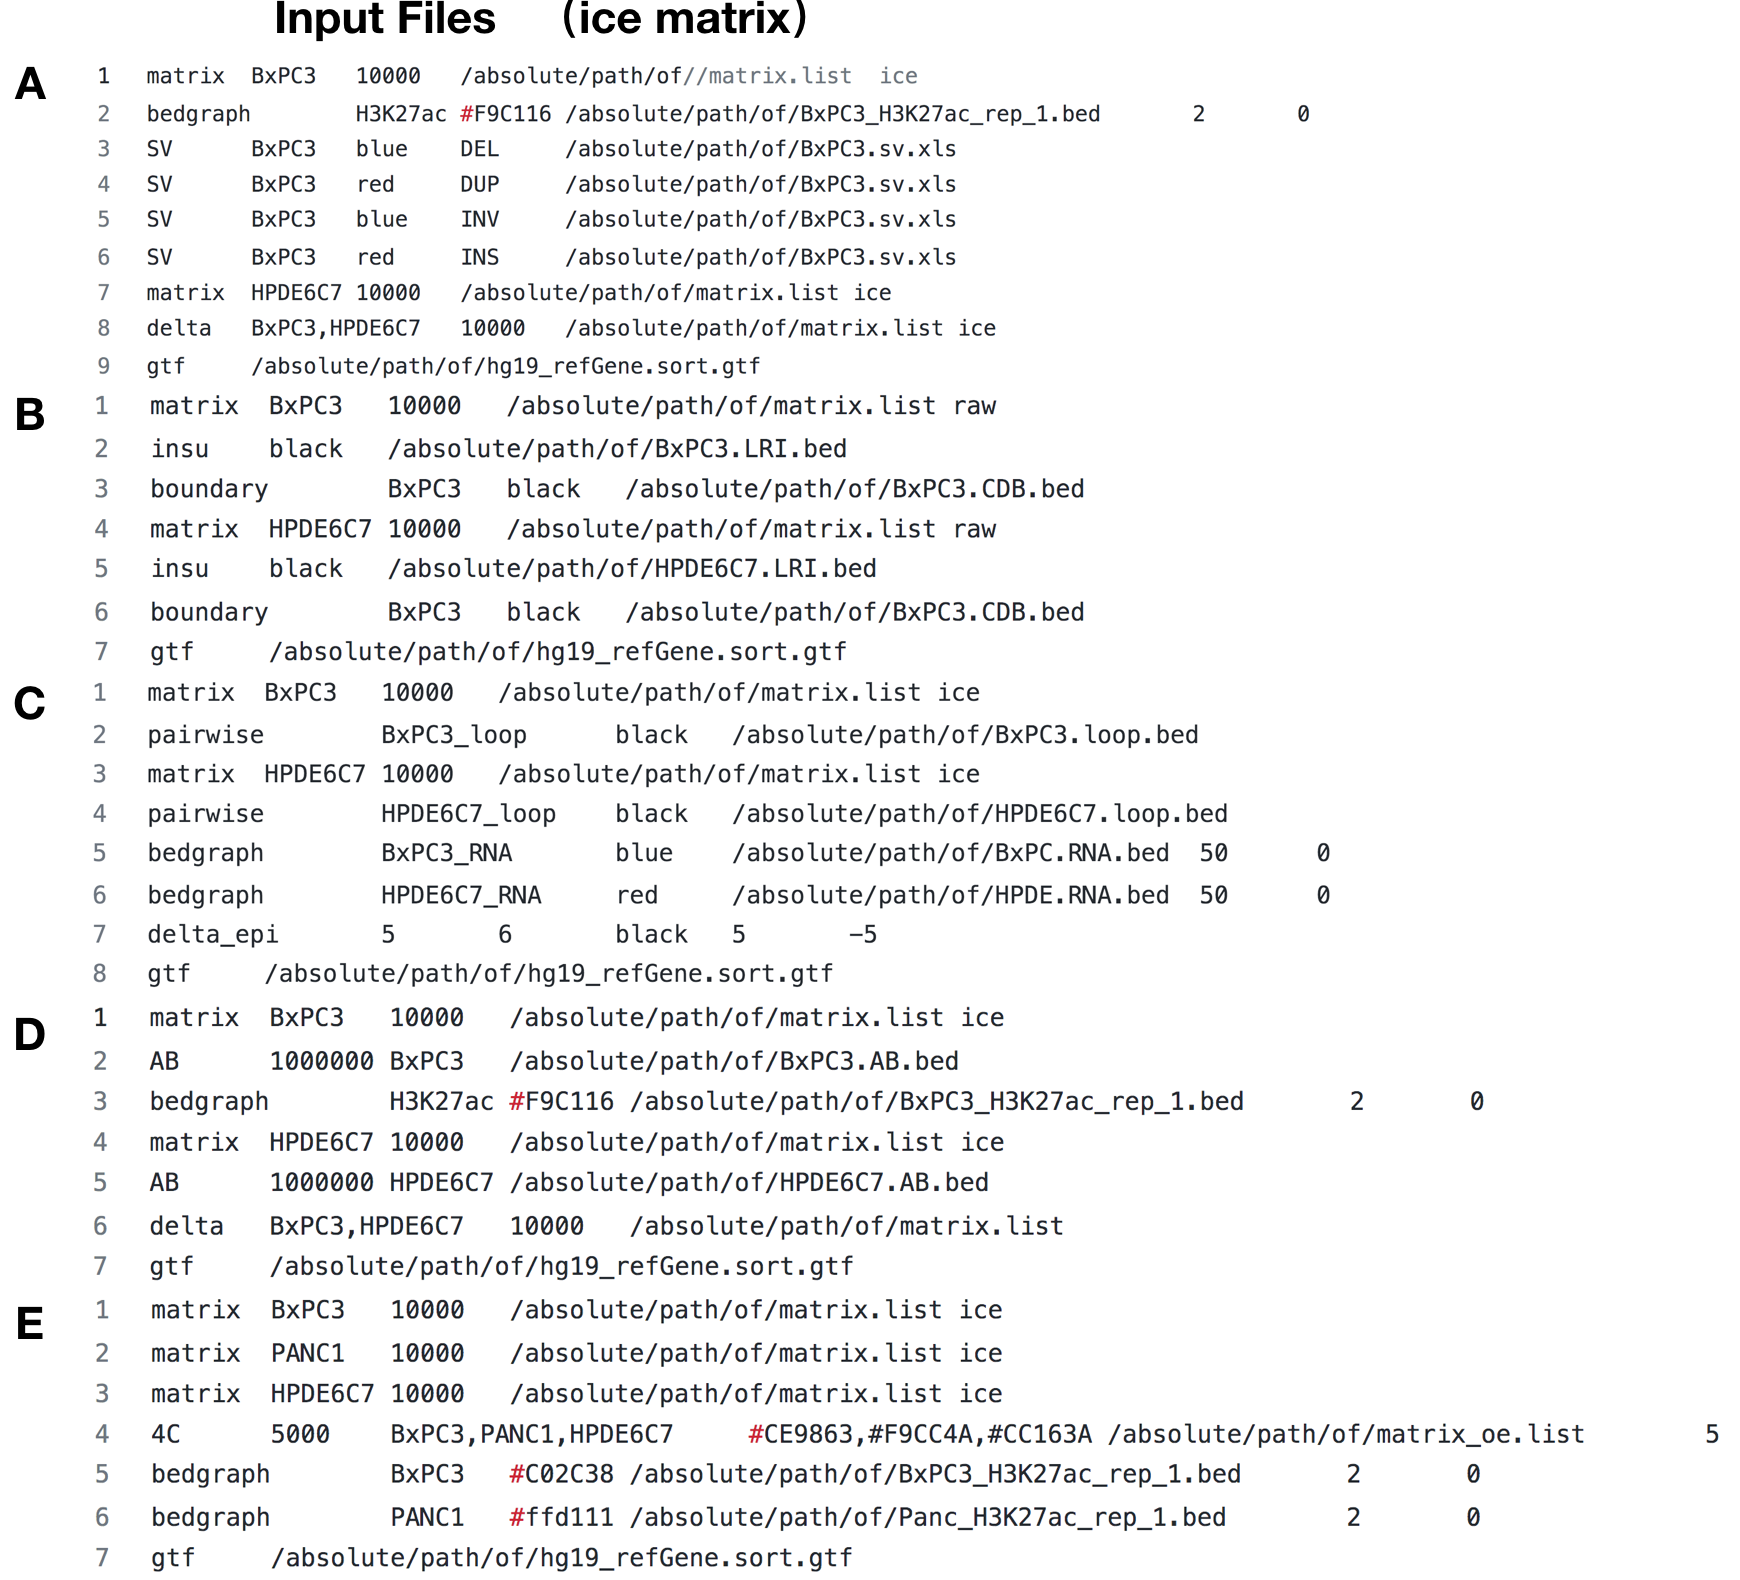 Input Files （ice matrix）
A
1 matrix BxPC3 10000 /absolute/path/of//matrix.list ice
2 bedgraph H3K27ac #F9C116 /absolute/path/of/BxPC3_H3K27ac_rep_1.bed 2 0
3 SV BxPC3 blue DEL /absolute/path/of/BxPC3.sv.xls
4 SV BxPC3 red DUP /absolute/path/of/BxPC3.sv.xls
5 SV BxPC3 blue INV /absolute/path/of/BxPC3.sv.xls
6 SV BxPC3 red INS /absolute/path/of/BxPC3.sv.xls
7 matrix HPDE6C7 10000 /absolute/path/of/matrix.list ice
8 delta BxPC3,HPDE6C7 10000 /absolute/path/of/matrix.list ice
9 gtf /absolute/path/of/hg19_refGene.sort.gtf
B
1 matrix BxPC3 10000 /absolute/path/of/matrix.list raw
2 insu black /absolute/path/of/BxPC3.LRI.bed
3 boundary BxPC3 black /absolute/path/of/BxPC3.CDB.bed
4 matrix HPDE6C7 10000 /absolute/path/of/matrix.list raw
5 insu black /absolute/path/of/HPDE6C7.LRI.bed
6 boundary BxPC3 black /absolute/path/of/BxPC3.CDB.bed
7 gtf /absolute/path/of/hg19_refGene.sort.gtf
C
1 matrix BxPC3 10000 /absolute/path/of/matrix.list ice
2 pairwise BxPC3_loop black /absolute/path/of/BxPC3.loop.bed
3 matrix HPDE6C7 10000 /absolute/path/of/matrix.list ice
4 pairwise HPDE6C7_loop black /absolute/path/of/HPDE6C7.loop.bed
5 bedgraph BxPC3_RNA blue /absolute/path/of/BxPC.RNA.bed 50 0
6 bedgraph HPDE6C7_RNA red /absolute/path/of/HPDE.RNA.bed 50 0
7 delta_epi 5 6 black 5 -5
8 gtf /absolute/path/of/hg19_refGene.sort.gtf
D
1 matrix BxPC3 10000 /absolute/path/of/matrix.list ice
2 AB 1000000 BxPC3 /absolute/path/of/BxPC3.AB.bed
3 bedgraph H3K27ac #F9C116 /absolute/path/of/BxPC3_H3K27ac_rep_1.bed 2 0
4 matrix HPDE6C7 10000 /absolute/path/of/matrix.list ice
5 AB 1000000 HPDE6C7 /absolute/path/of/HPDE6C7.AB.bed
6 delta BxPC3,HPDE6C7 10000 /absolute/path/of/matrix.list
7 gtf /absolute/path/of/hg19_refGene.sort.gtf
E
1 matrix BxPC3 10000 /absolute/path/of/matrix.list ice
2 matrix PANC1 10000 /absolute/path/of/matrix.list ice
3 matrix HPDE6C7 10000 /absolute/path/of/matrix.list ice
4 4C 5000 BxPC3,PANC1,HPDE6C7 #CE9863,#F9CC4A,#CC163A /absolute/path/of/matrix_oe.list 5
5 bedgraph BxPC3 #C02C38 /absolute/path/of/BxPC3_H3K27ac_rep_1.bed 2 0
6 bedgraph PANC1 #ffd111 /absolute/path/of/Panc_H3K27ac_rep_1.bed 2 0
7 gtf /absolute/path/of/hg19_refGene.sort.gtf